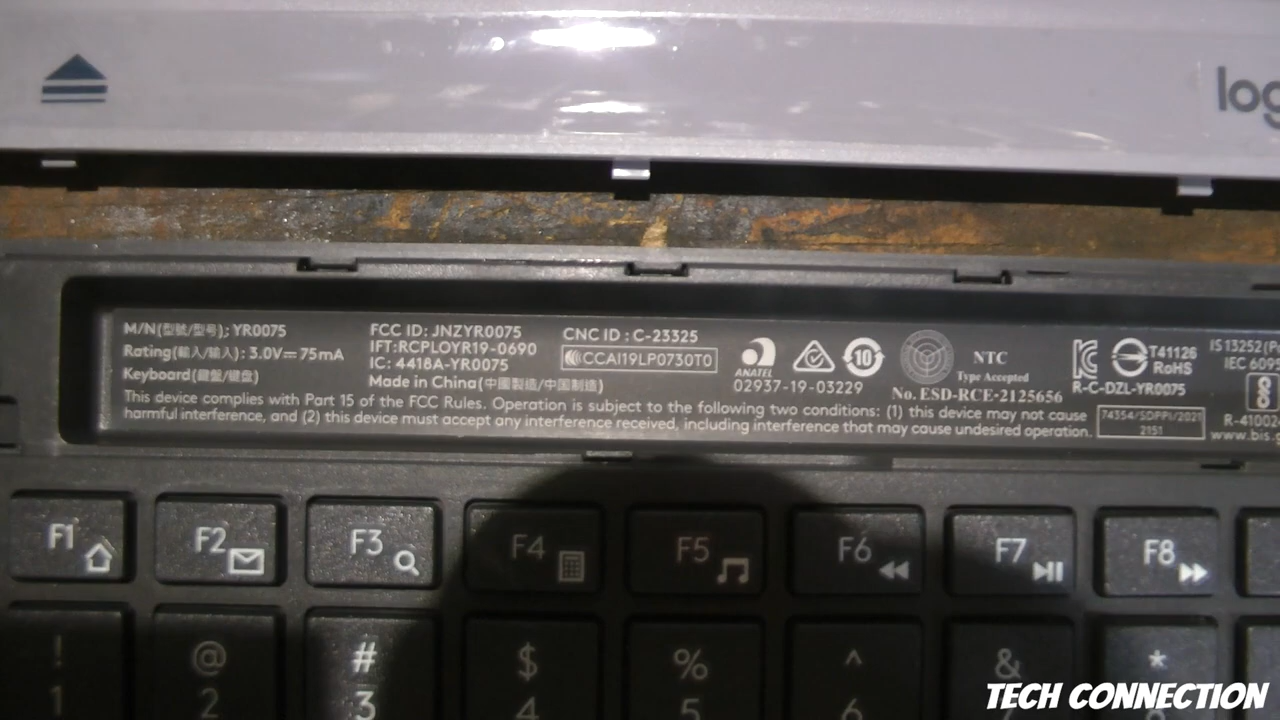 log
M/N(型號/型号): YR0075
Rating(輸入/输入): 3.0V⎓75mA
Keyboard(鍵盤/键盘)
FCC ID: JNZYR0075
IFT:RCPLOYR19-0690
IC: 4418A-YR0075
Made in China(中國製造/中国制造)
CNC ID : C-23325
CCAI19LP0730T0
ANATEL
02937-19-03229
10
NTC
Type Accepted
No. ESD-RCE-2125656
T41126
RoHS
R-C-DZL-YR0075
74354/SDPPI/2021
2151
IS 13252
IEC 6095
R-41002
www.bis.
This device complies with Part 15 of the FCC Rules. Operation is subject to the following two conditions: (1) this device may not cause
harmful interference, and (2) this device must accept any interference received, including interference that may cause undesired operation.
F1 F2 F3 F4 F5 F6 F7 F8
! @ # $ % ^ & *
1 2 3 4 5 6 7
TECH CONNECTION